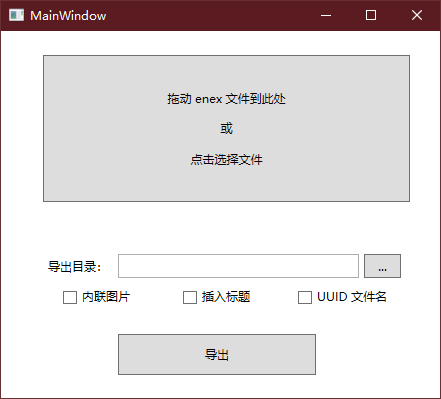 MainWindow
拖动 enex 文件到此处
或
点击选择文件
导出目录：
...
内联图片
插入标题
UUID 文件名
导出